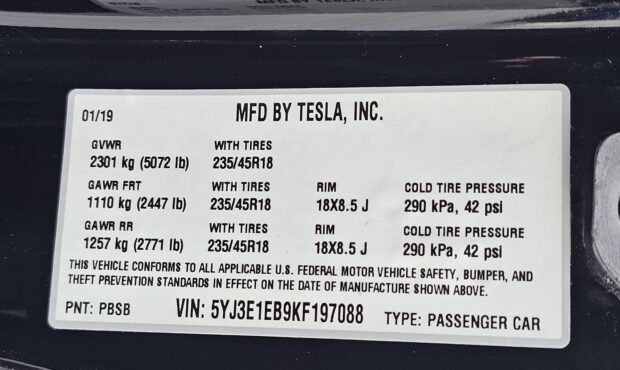 01/19 MFD BY TESLA, INC.
GVWR WITH TIRES
2301 kg (5072 lb) 235/45R18
GAWR FRT WITH TIRES RIM COLD TIRE PRESSURE
1110 kg (2447 lb) 235/45R18 18X8.5 J 290 kPa, 42 psi
GAWR RR WITH TIRES RIM COLD TIRE PRESSURE
1257 kg (2771 lb) 235/45R18 18X8.5 J 290 kPa, 42 psi
THIS VEHICLE CONFORMS TO ALL APPLICABLE U.S. FEDERAL MOTOR VEHICLE SAFETY, BUMPER, AND
THEFT PREVENTION STANDARDS IN EFFECT ON THE DATE OF MANUFACTURE SHOWN ABOVE.
PNT: PBSB VIN: 5YJ3E1EB9KF197088 TYPE: PASSENGER CAR